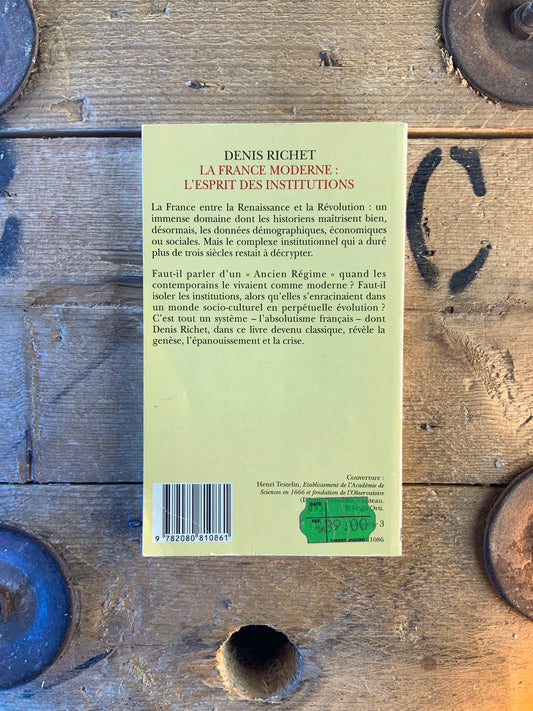 DENIS RICHET
LA FRANCE MODERNE :
L'ESPRIT DES INSTITUTIONS
La France entre la Renaissance et la Révolution : un
immense domaine dont les historiens maîtrisent bien,
désormais, les données démographiques, économiques
ou sociales. Mais le complexe institutionnel qui a duré
plus de trois siècles restait à décrypter.
Faut-il parler d'un « Ancien Régime » quand les
contemporains le vivaient comme moderne ? Faut-il
isoler les institutions, alors qu'elles s'enracinaient dans
un monde socio-culturel en perpétuelle évolution ?
C'est tout un système – l'absolutisme français – dont
Denis Richet, dans ce livre devenu classique, révèle la
genèse, l'épanouissement et la crise.
Couverture :
Henri Testelin, Etablissement de l'Académie de
Sciences en 1666 et fondation de l'Observatoire
Orti.
39.00
3
1086
9 782080 810861